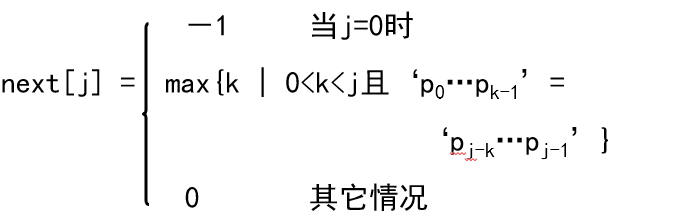 －1 当j=0时
next[j] = max{k | 0<k<j且‘p₀…pₖ₋₁’ =
‘pⱼ₋ₖ…pⱼ₋₁’ }
0 其它情况